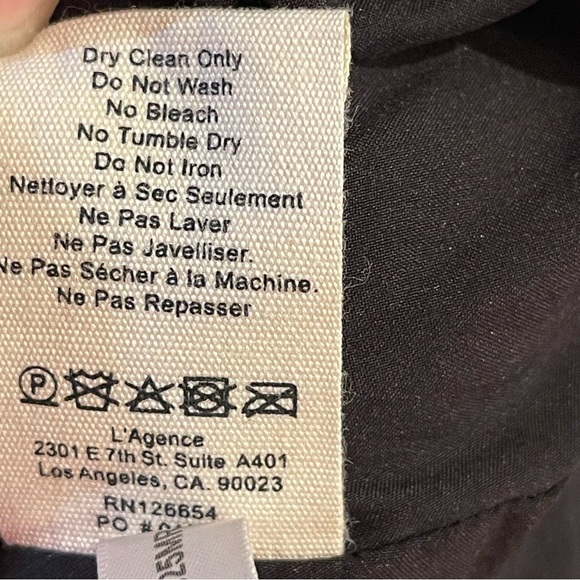 Dry Clean Only
Do Not Wash
No Bleach
No Tumble Dry
Do Not Iron
Nettoyer à Sec Seulement
Ne Pas Laver
Ne Pas Javelliser.
Ne Pas Sécher à la Machine.
Ne Pas Repasser
P
L'Agence
2301 E 7th St. Suite A401
Los Angeles, CA. 90023
RN126654
PO #